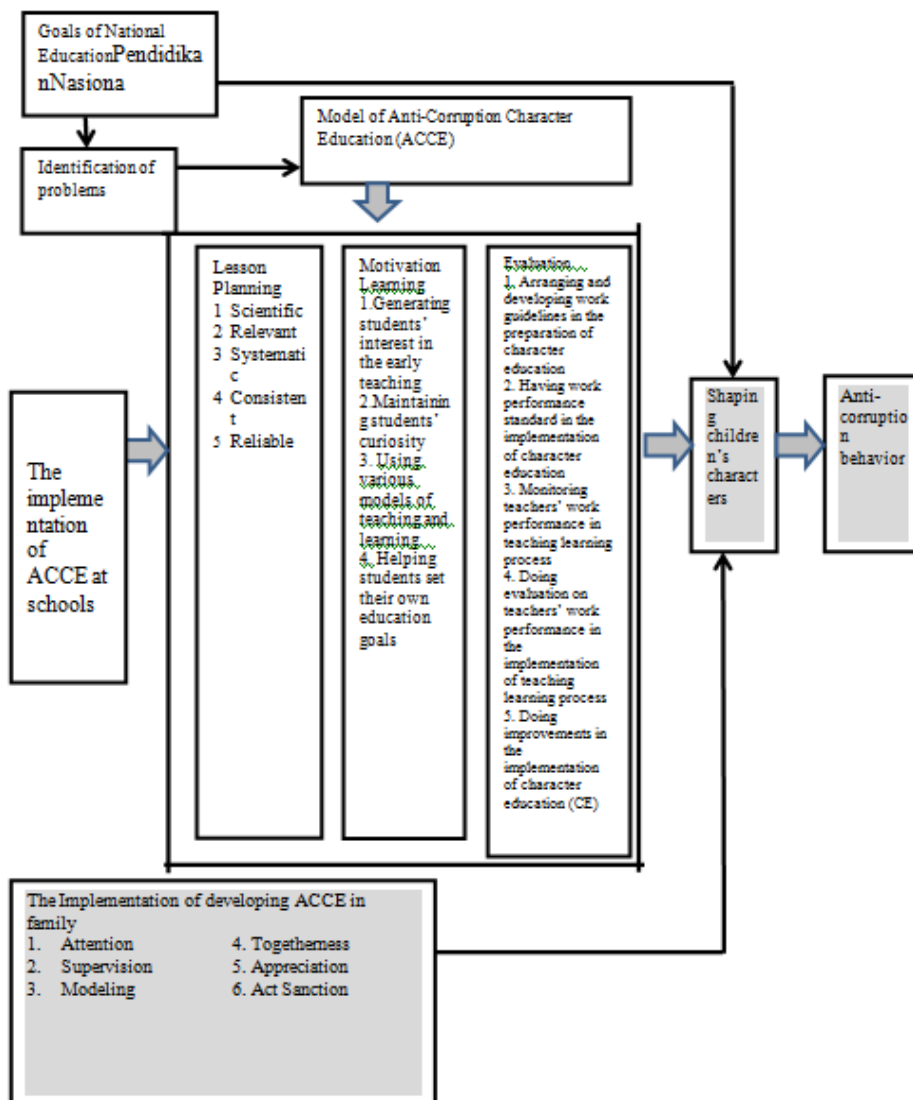 Goals of National
EducationPendidika
anNasiona
Identification of
problems
Model of Anti-Corruption Character
Education (ACCE)
The
impleme
ntation
of
ACCE at
schools
Lesson
Planning
1 Scientific
2 Relevant
3 Systemati
c
4 Consisten
t
5 Reliable
Motivation
Learning
1.Generating
students’
interest in
the early
teaching
2.Maintainin
g students’
curiosity
3. Using
various
models of
teaching and
learning
4. Helping
students set
their own
education
goals
Evaluation
1. Arranging and
developing work
guidelines in the
preparation of
character
education
2. Having work
performance
standard in the
implementation
of character
education
3. Monitoring
teachers’ work
performance in
teaching learning
process
4. Doing
evaluation on
teachers’ work
performance in
the
implementation
of teaching
learning process
5. Doing
improvements in
the
implementation
of character
education (CE)
Shapin
g
childre
n’s
charact
ers
Anti-
corruptio
n
behavior
The Implementation of developing ACCE in
family
1. Attention 4. Togetherness
2. Supervision 5. Appreciation
3. Modeling 6. Act Sanction